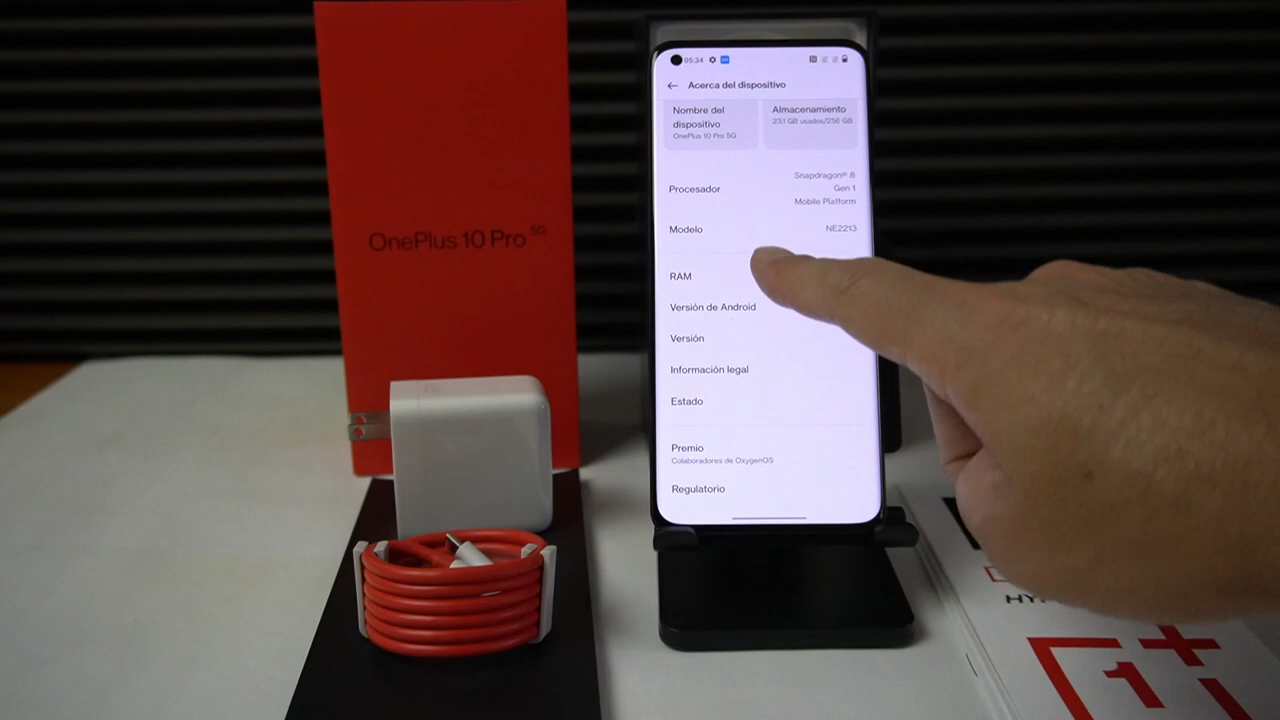 OnePlus 10 Pro 5G
05:34
Acerca del dispositivo
Nombre del
dispositivo
OnePlus 10 Pro 5G
Almacenamiento
23.1 GB usados/256 GB
Procesador
Snapdragon® 8
Gen 1
Mobile Platform
Modelo
NE2213
RAM
Versión de Android
Versión
Información legal
Estado
Premio
Colaboradores de OxygenOS
Regulatorio
1+